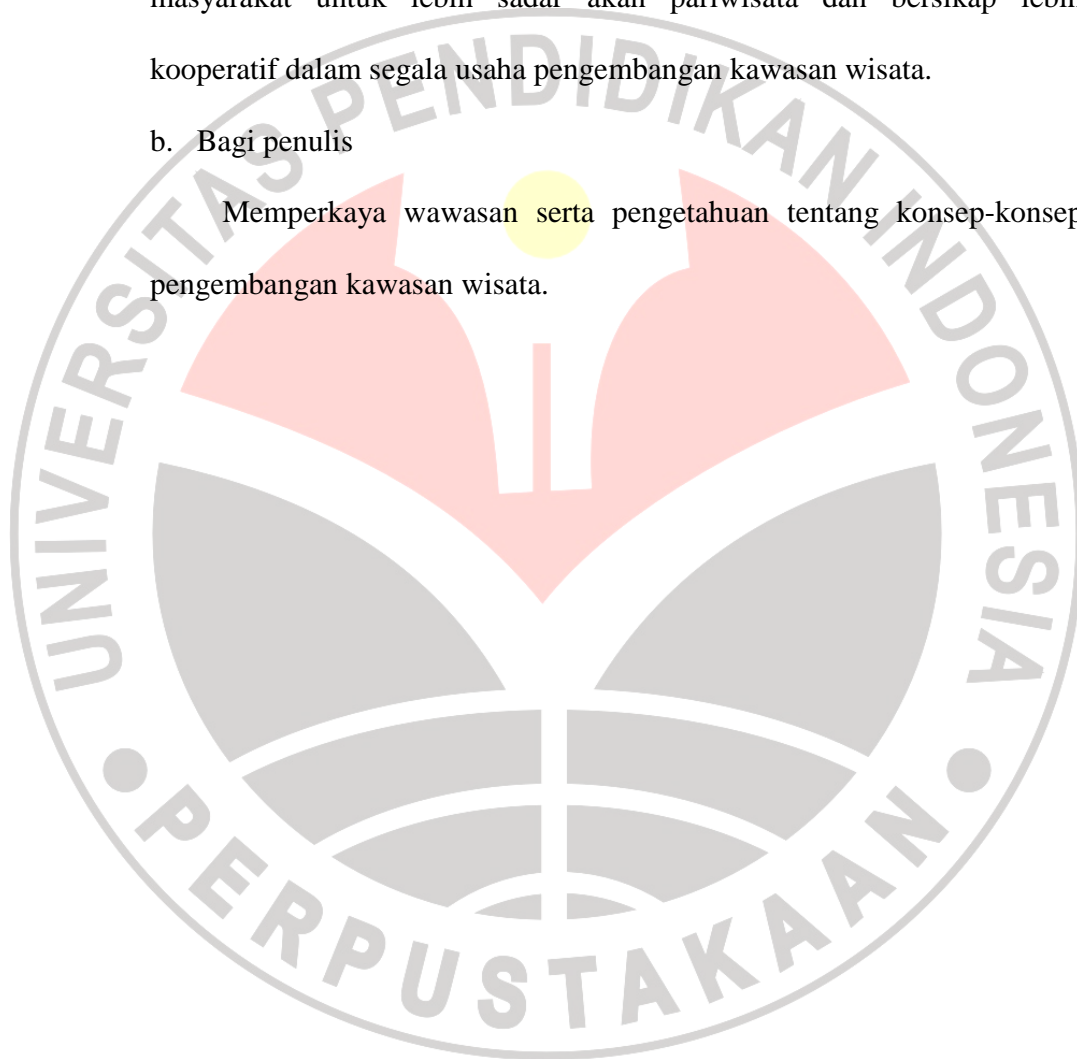 masyarakat untuk lebih sadar akan pariwisata dan bersikap lebih
kooperatif dalam segala usaha pengembangan kawasan wisata.
b. Bagi penulis
Memperkaya wawasan serta pengetahuan tentang konsep-konsep
pengembangan kawasan wisata.
UNIVERSITAS PENDIDIKAN INDONESIA
PERPUSTAKAAN